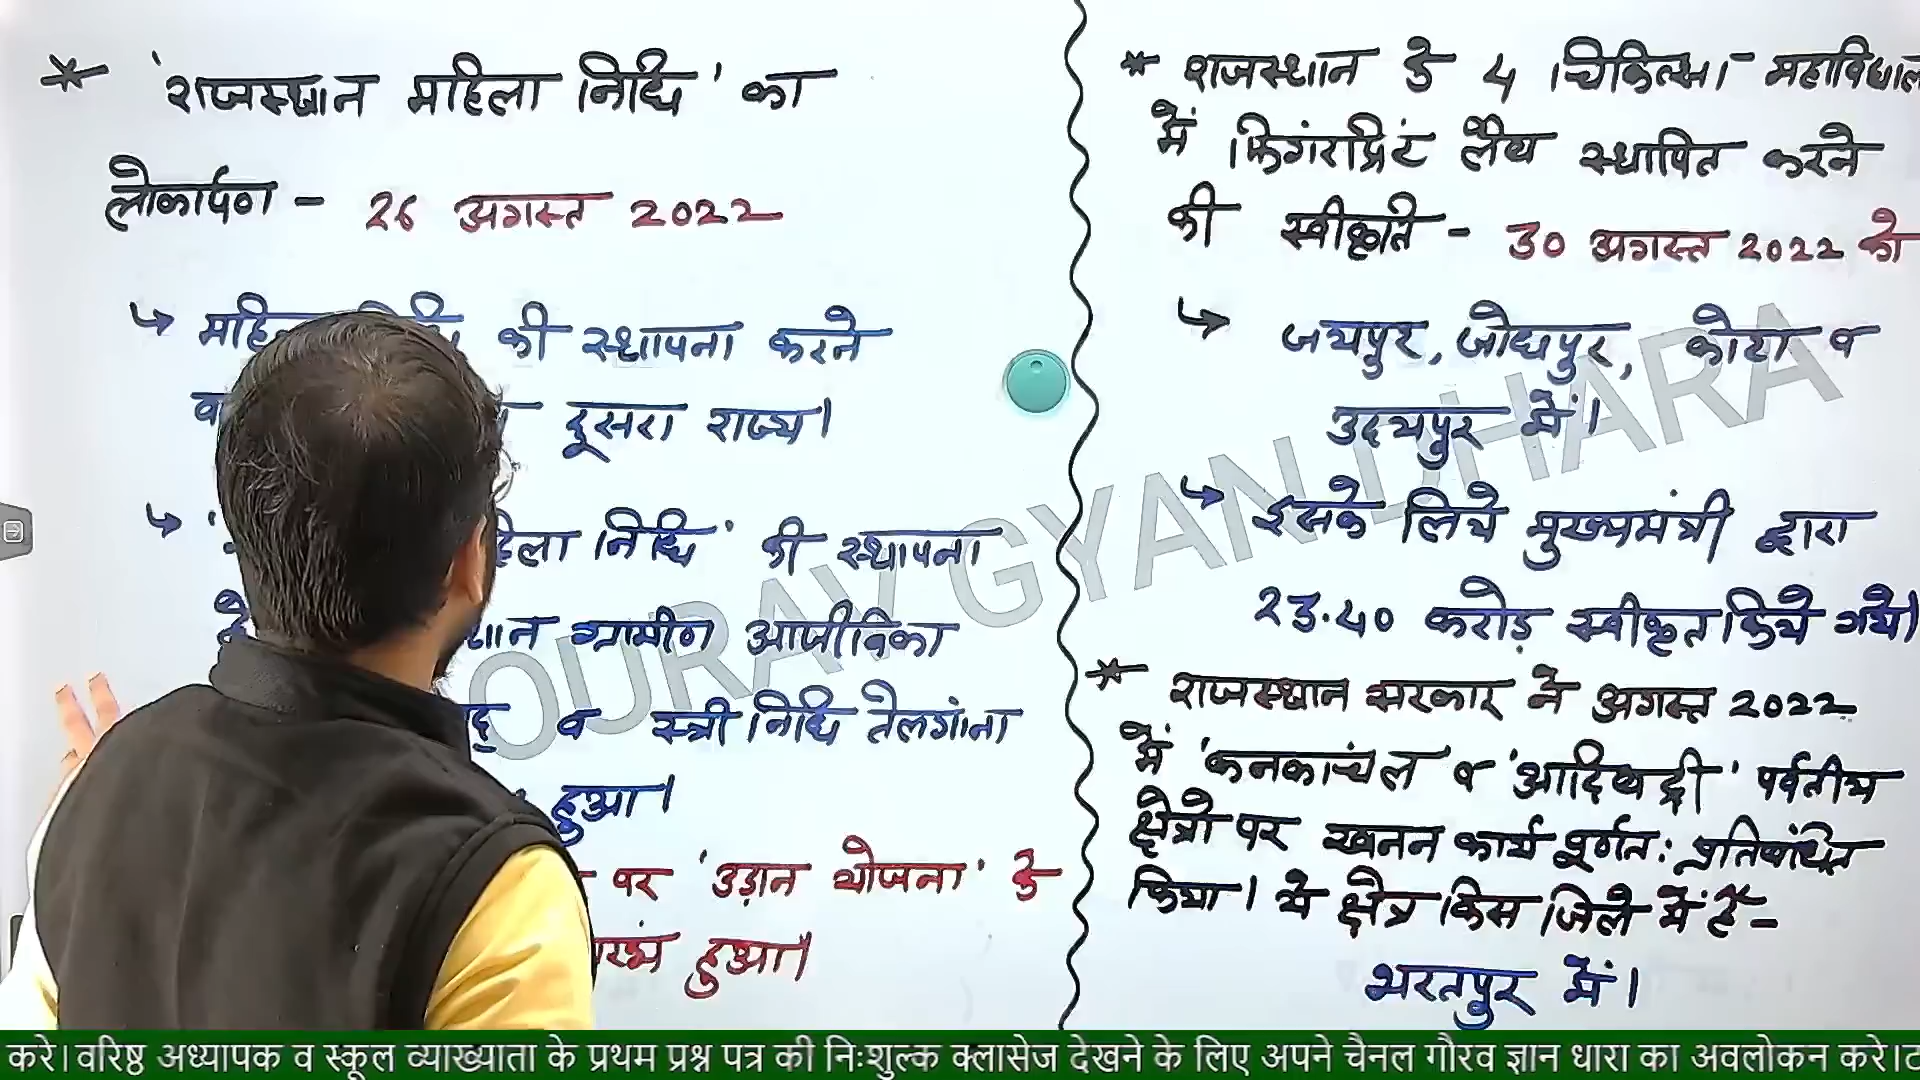 * 'राजस्थान महिला निधि' का
लोकार्पण - 26 अगस्त 2022
↳ की स्थापना करने
दूसरा राज्य।
↳ निधि' की स्थापना
के ग्रामीण आजीविका
व स्त्री निधि तेलगांना
हुआ।
पर 'उड़ान योजना' के
हुआ।
* राजस्थान के 4 चिकित्सा
में फिगंरप्रिंट लैब स्थापित करने
की स्वीकृति - 30 अगस्त 2022 को
↳ जयपुर, जोधपुर, कोटा व
उदयपुर में।
↳ इसके लिये मुख्यमंत्री द्वारा
23.40 करोड़ स्वीकृत किये गये।
* राजस्थान सरकार ने अगस्त 2022
में 'कनकांचल व 'आदिबद्री' पर्वतीय
क्षेत्रो पर खनन कार्य पूर्णत: प्रतिबंधित
किया। ये क्षेत्र किस जिले में हैं-
भरतपुर में।
OURAV GYAN DHARA
करे। वरिष्ठ अध्यापक व स्कूल व्याख्याता के प्रथम प्रश्न पत्र की निःशुल्क क्लासेज देखने के लिए अपने चैनल गौरव ज्ञान धारा का अवलोकन करे।